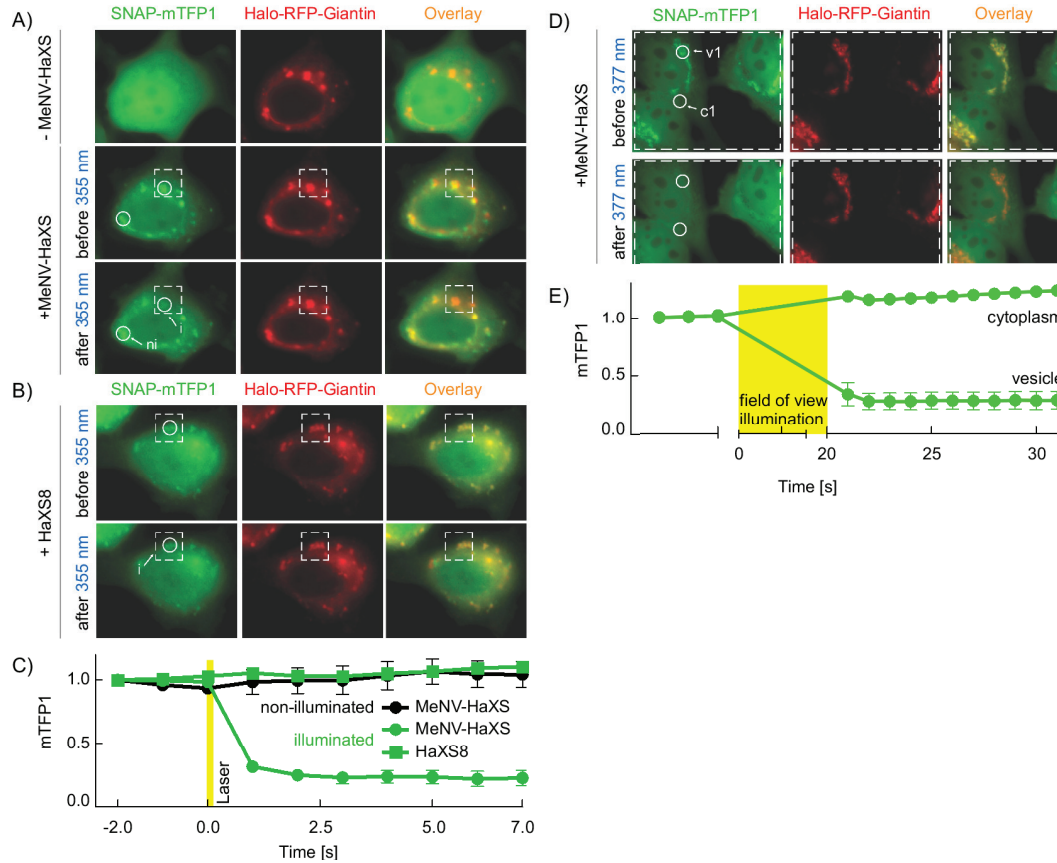 A)
SNAP-mTFP1 Halo-RFP-Giantin Overlay
- MeNV-HaXS
+MeNV-HaXS
before 355 nm
after 355 nm
i
ni
B)
SNAP-mTFP1 Halo-RFP-Giantin Overlay
+ HaXS8
before 355 nm
after 355 nm
i
C)
mTFP1
1.0
0.5
0.0
Laser
non-illuminated MeNV-HaXS
illuminated MeNV-HaXS
HaXS8
-2.0 0.0 2.5 5.0 7.0
Time [s]
D)
SNAP-mTFP1 Halo-RFP-Giantin Overlay
+MeNV-HaXS
before 377 nm
v1
c1
after 377 nm
E)
mTFP1
1.0
0.5
0.0
cytoplasm
vesicle
field of view
illumination
0 20 25 30
Time [s]